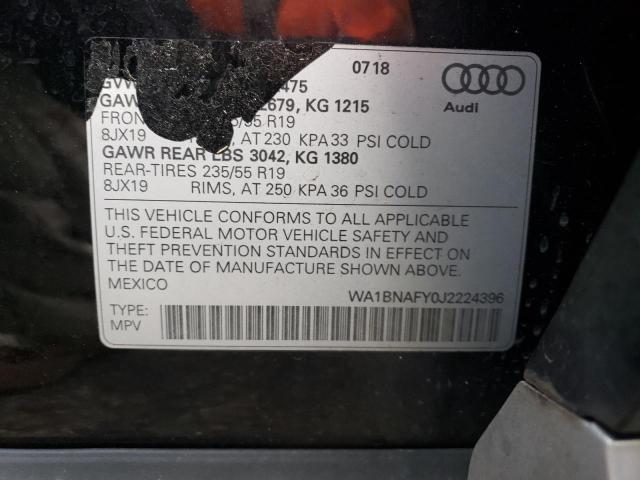 0718
475
Audi
GAW 2679, KG 1215
FRON 55 R19
8JX19 AT 230 KPA 33 PSI COLD
GAWR REAR LBS 3042, KG 1380
REAR-TIRES 235/55 R19
8JX19 RIMS, AT 250 KPA 36 PSI COLD
THIS VEHICLE CONFORMS TO ALL APPLICABLE
U.S. FEDERAL MOTOR VEHICLE SAFETY AND
THEFT PREVENTION STANDARDS IN EFFECT ON
THE DATE OF MANUFACTURE SHOWN ABOVE.
MEXICO
WA1BNAFY0J2224396
TYPE:
MPV